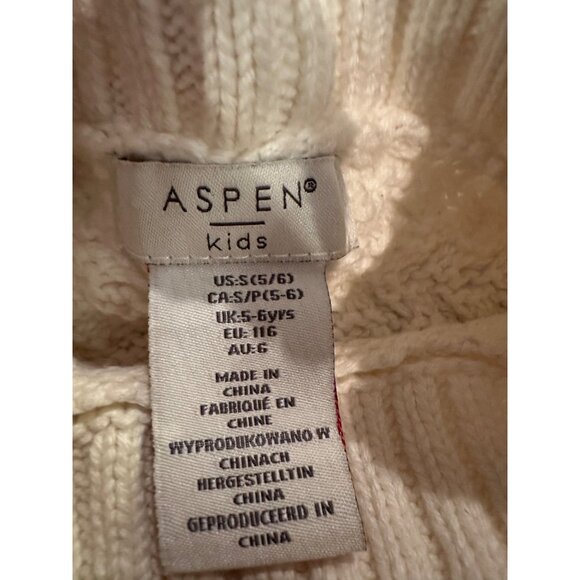 ASPEN®
kids
US:S(5/6)
CA:S/P(5-6)
UK:5-6yrs
EU: 116
AU:6
MADE IN
CHINA
FABRIQUÉ EN
CHINE
WYPRODUKOWANO W
CHINACH
HERGESTELLTIN
CHINA
GEPRODUCEERD IN
CHINA